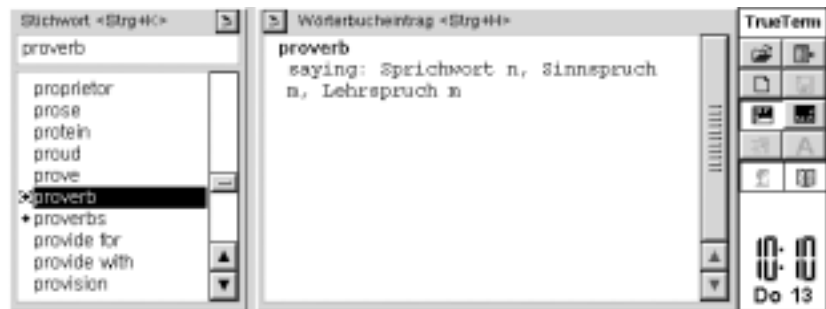 Stichwort <Strg+K>
proverb
proprietor
prose
protein
proud
prove
proverb
proverbs
provide for
provide with
provision
Wörterbucheintrag <Strg+H>
proverb
saying: Sprichwort n, Sinnspruch
m, Lehrspruch m
TrueTerm
10:10
Do 13